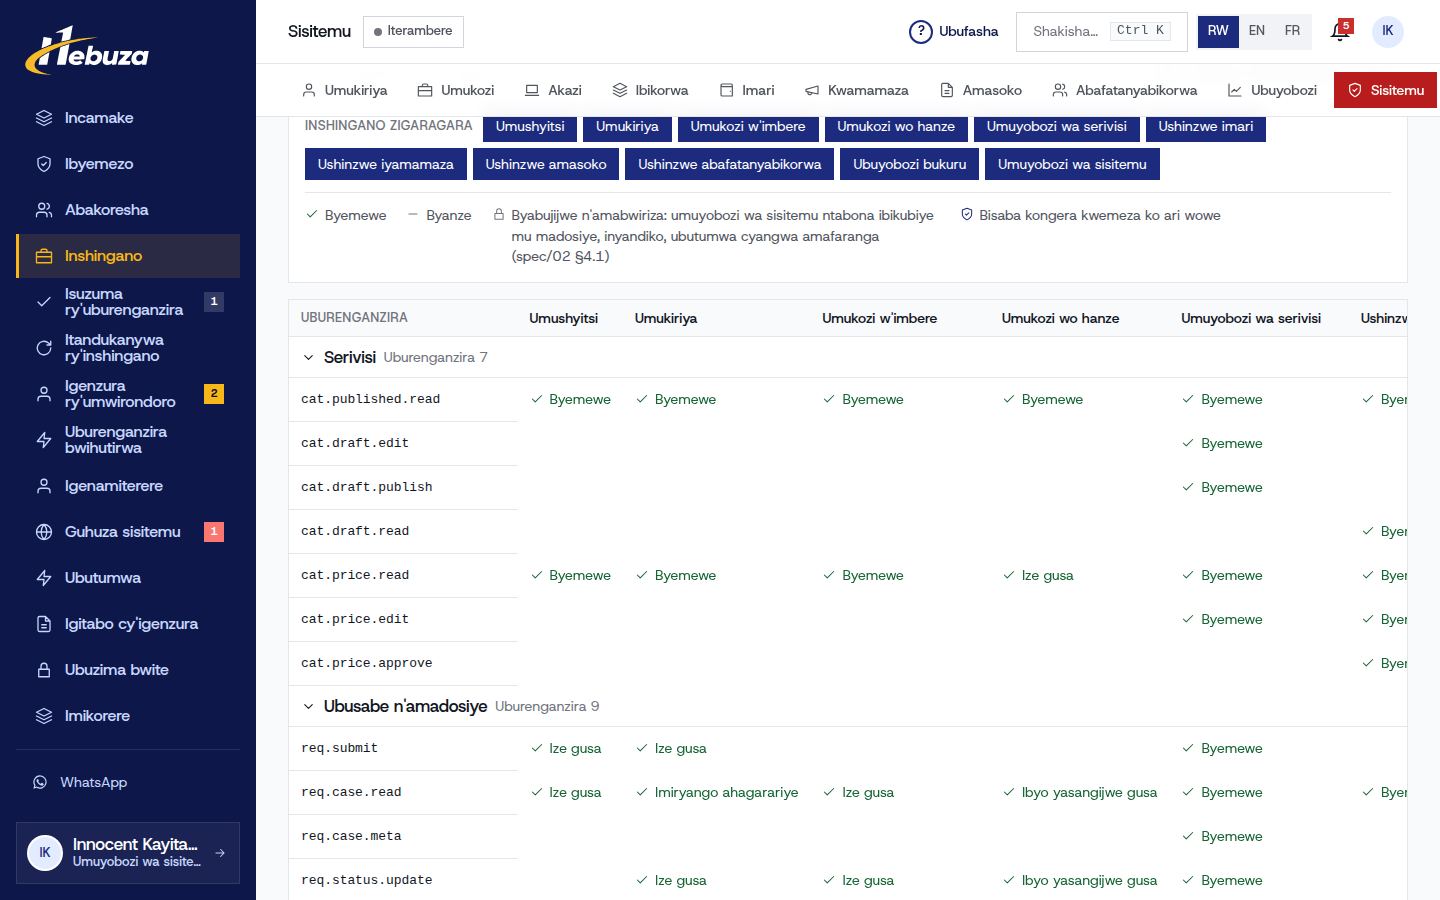 Hebuza
Incamake
Ibyemezo
Abakoresha
Inshingano
Isuzuma
ry'uburenganzira 1
Itandukanywa
ry'inshingano
Igenzura
ry'umwirondoro 2
Uburenganzira
bwihutirwa
Igenamiterere
Guhuza sisitemu 1
Ubutumwa
Igitabo cy'igenzura
Ubuzima bwite
Imikorere
WhatsApp
IK Innocent Kayita...
Umuyobozi wa sisite...
Sisitemu Iterambere ? Ubufasha Shakisha... Ctrl K RW EN FR 5 IK
Umukiriya Umukozi Akazi Ibikorwa Imari Kwamamaza Amasoko Abafatanyabikorwa Ubuyobozi Sisitemu
INSHINGANO ZIGARAGARA Umushyitsi Umukiriya Umukozi w'imbere Umukozi wo hanze Umuyobozi wa serivisi Ushinzwe imari
Ushinzwe iyamamaza Ushinzwe amasoko Ushinzwe abafatanyabikorwa Ubuyobozi bukuru Umuyobozi wa sisitemu
Byemewe Byanze Byabujijwe n'amabwiriza: umuyobozi wa sisitemu ntabona ibikubiye Bisaba kongera kwemeza ko ari wowe
mu madosiye, inyandiko, ubutumwa cyangwa amafaranga
(spec/02 §4.1)
UBURENGANZIRA Umushyitsi Umukiriya Umukozi w'imbere Umukozi wo hanze Umuyobozi wa serivisi Ushinzw
Serivisi Uburenganzira 7
cat.published.read Byemewe Byemewe Byemewe Byemewe Byemewe Byem
cat.draft.edit Byemewe
cat.draft.publish Byemewe
cat.draft.read Byem
cat.price.read Byemewe Byemewe Byemewe Ize gusa Byemewe Byem
cat.price.edit Byemewe Byem
cat.price.approve Byem
Ubusabe n'amadosiye Uburenganzira 9
req.submit Ize gusa Ize gusa Byemewe
req.case.read Ize gusa Imiryango ahagarariye Ize gusa Ibyo yasangijwe gusa Byemewe Byem
req.case.meta Byemewe
req.status.update Ize gusa Ize gusa Ibyo yasangijwe gusa Byemewe